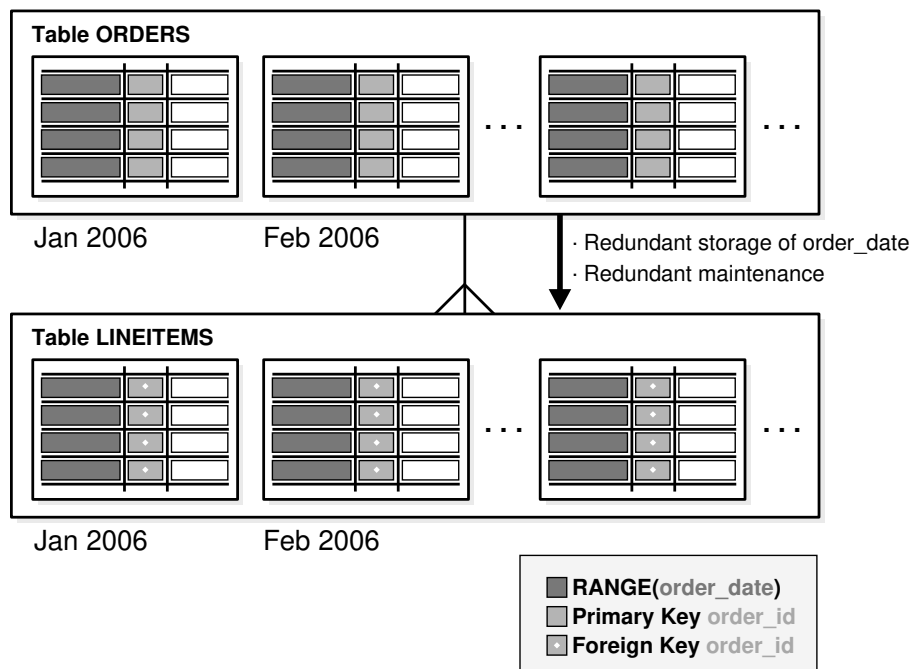 Table ORDERS
. . .
. . .
Jan 2006
Feb 2006
· Redundant storage of order_date
· Redundant maintenance
Table LINEITEMS
. . .
. . .
Jan 2006
Feb 2006
RANGE(order_date)
Primary Key order_id
Foreign Key order_id